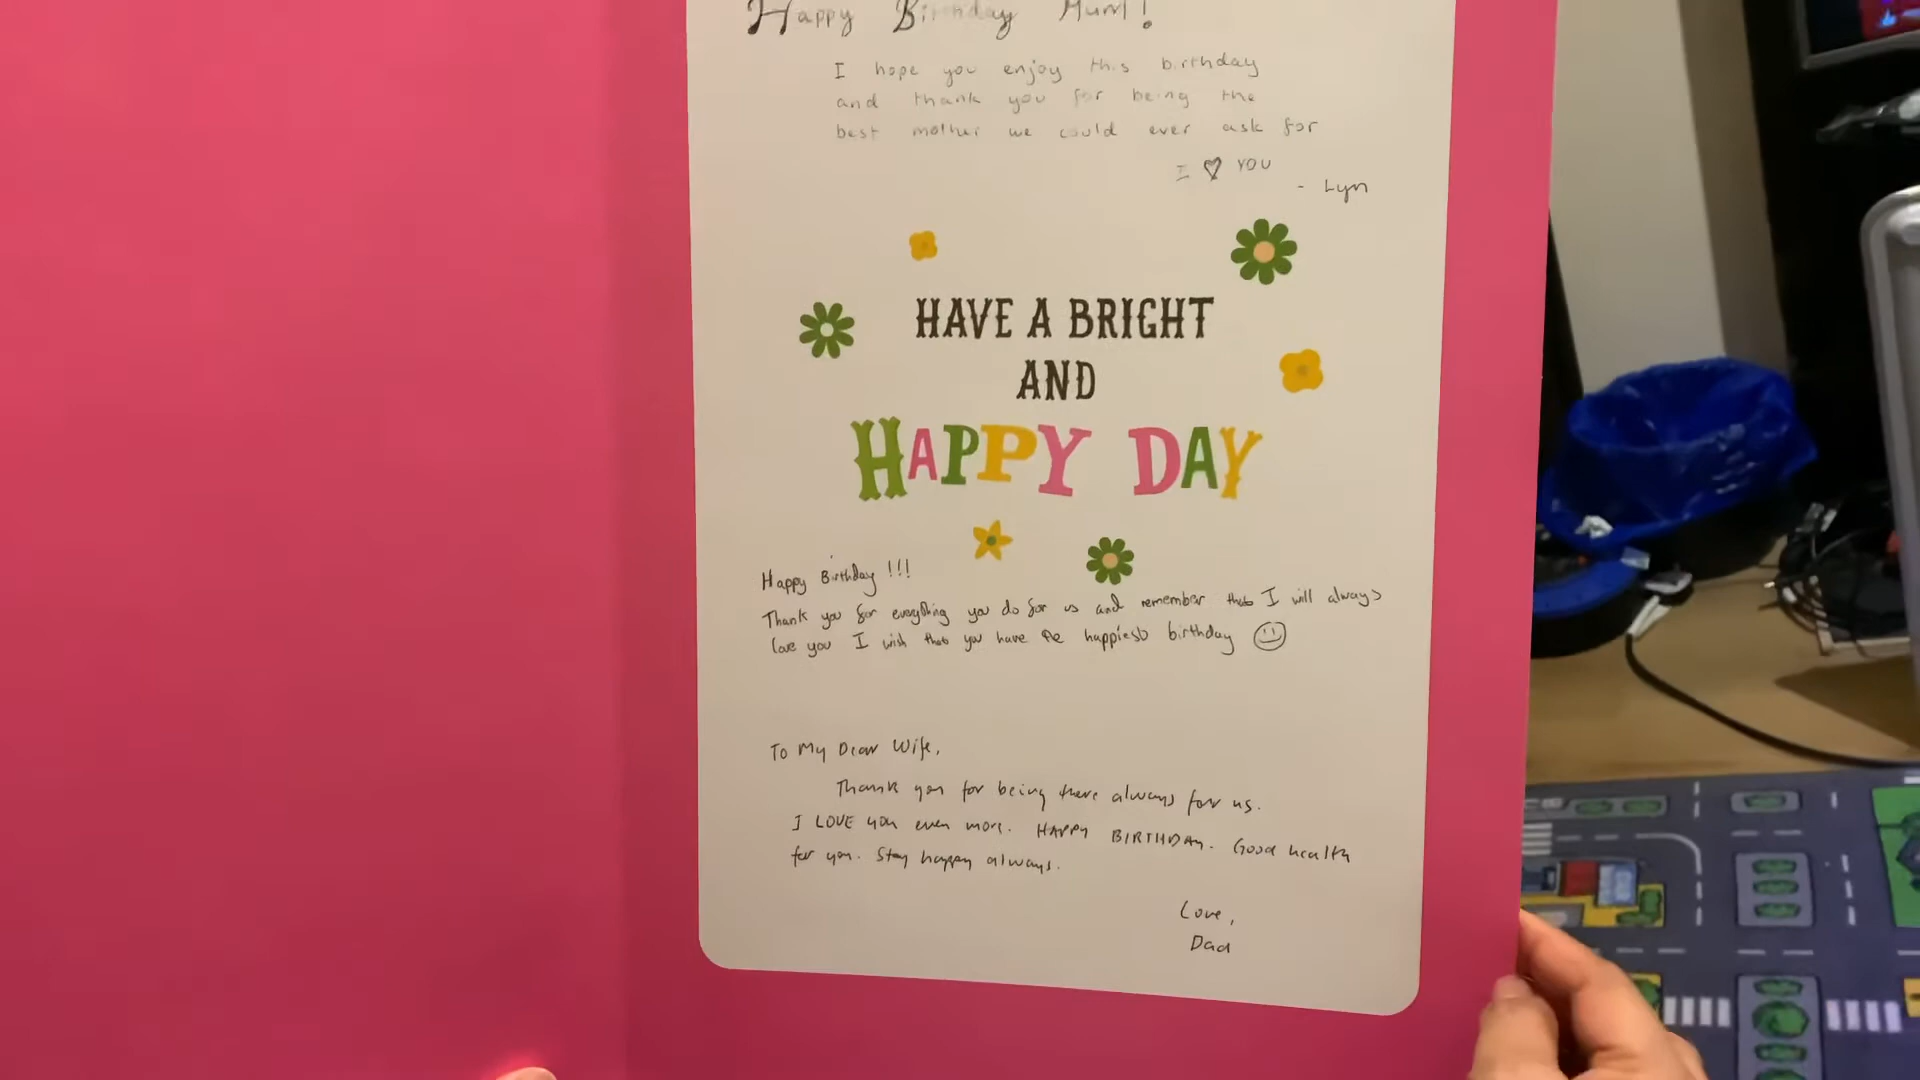 Happy Birthday Mum!
I hope you enjoy this birthday
and thank you for being the
best mother we could ever ask for
I ♡ YOU
- Lyn
HAVE A BRIGHT
AND
HAPPY DAY
Happy Birthday !!!
Thank you for everything you do for us and remember that I will always
love you I wish that you have the happiest birthday ☺
To My Dear Wife,
Thank you for being there always for us.
I LOVE you even more. HAPPY BIRTHDAY. Good health
for you. Stay happy always.
Love,
Dad